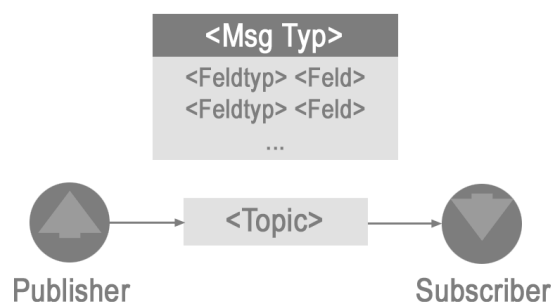 <Msg Typ>
<Feldtyp> <Feld>
<Feldtyp> <Feld>
...
<Topic>
Publisher
Subscriber